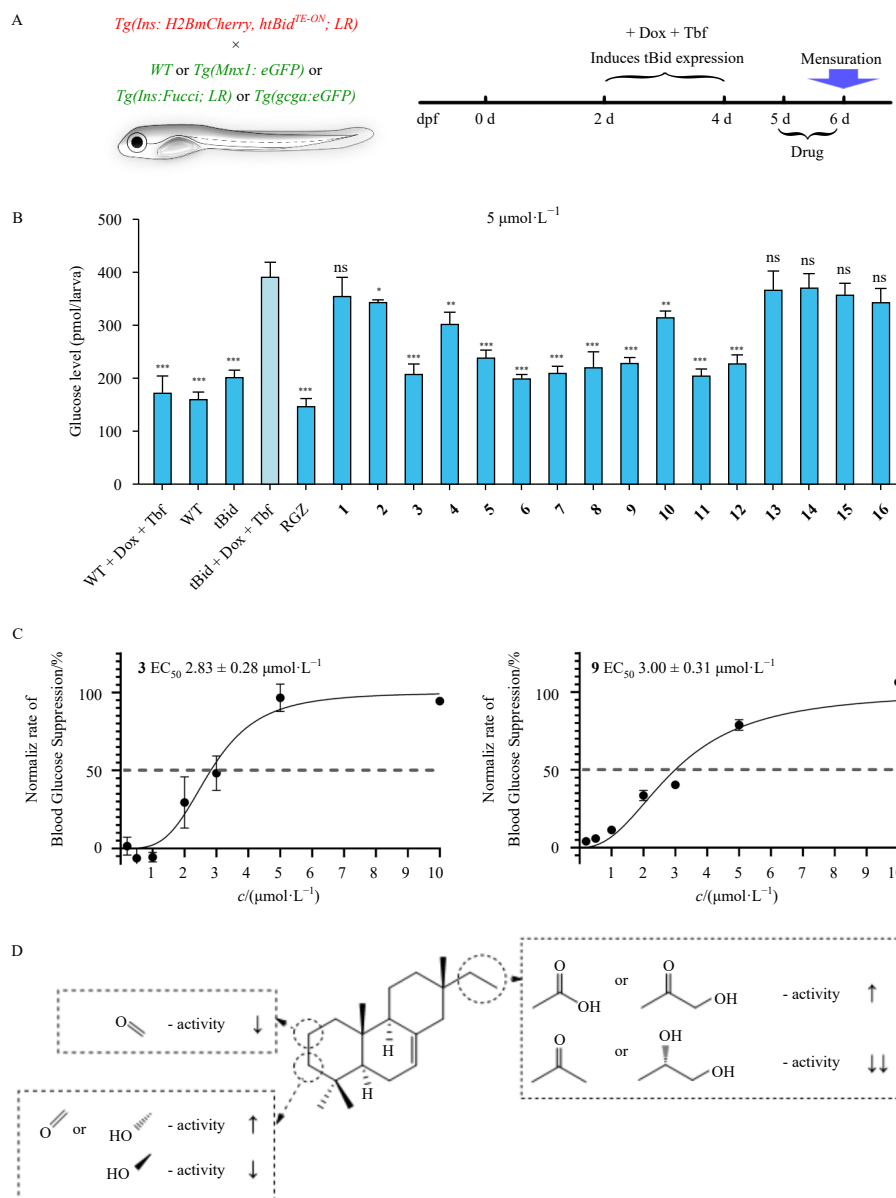 A
Tg(Ins: H2BmCherry, htBid^TE-ON; LR)
×
WT or Tg(Mnx1: eGFP) or
Tg(Ins:Fucci; LR) or Tg(gcga:eGFP)
+ Dox + Tbf
Induces tBid expression
Mensuration
dpf 0 d 2 d 4 d 5 d 6 d
Drug
B
5 μmol·L⁻¹
Glucose level (pmol/larva)
500
400
300
200
100
0
*** *** *** *** ns * *** ** *** *** *** *** *** ** *** *** ns ns ns ns
WT + Dox + Tbf WT tBid tBid + Dox + Tbf RGZ 1 2 3 4 5 6 7 8 9 10 11 12 13 14 15 16
C
3 EC₅₀ 2.83 ± 0.28 μmol·L⁻¹
Normaliz rate of
Blood Glucose Suppression/%
100
50
0
1 2 3 4 5 6 7 8 9 10
c/(μmol·L⁻¹)
9 EC₅₀ 3.00 ± 0.31 μmol·L⁻¹
Normaliz rate of
Blood Glucose Suppression/%
100
50
0
1 2 3 4 5 6 7 8 9
c/(μmol·L⁻¹)
D
O - activity ↓
O or HO - activity ↑
HO - activity ↓
H H
O OH or O OH - activity ↑
O or OH OH - activity ↓↓